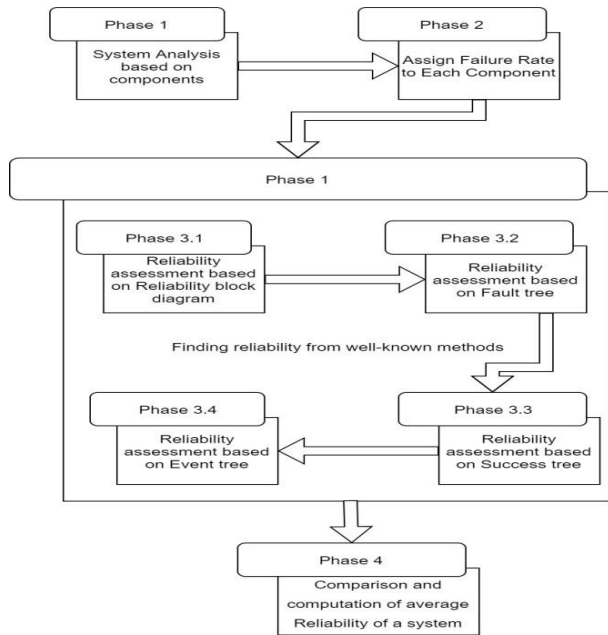 Phase 1
System Analysis
based on
components
Phase 2
Assign Failure Rate
to Each Component
Phase 1
Phase 3.1
Reliability
assessment based
on Reliability block
diagram
Phase 3.2
Reliability
assessment based
on Fault tree
Finding reliability from well-known methods
Phase 3.4
Reliability
assessment based
on Event tree
Phase 3.3
Reliability
assessment based
on Success tree
Phase 4
Comparison and
computation of average
Reliability of a system